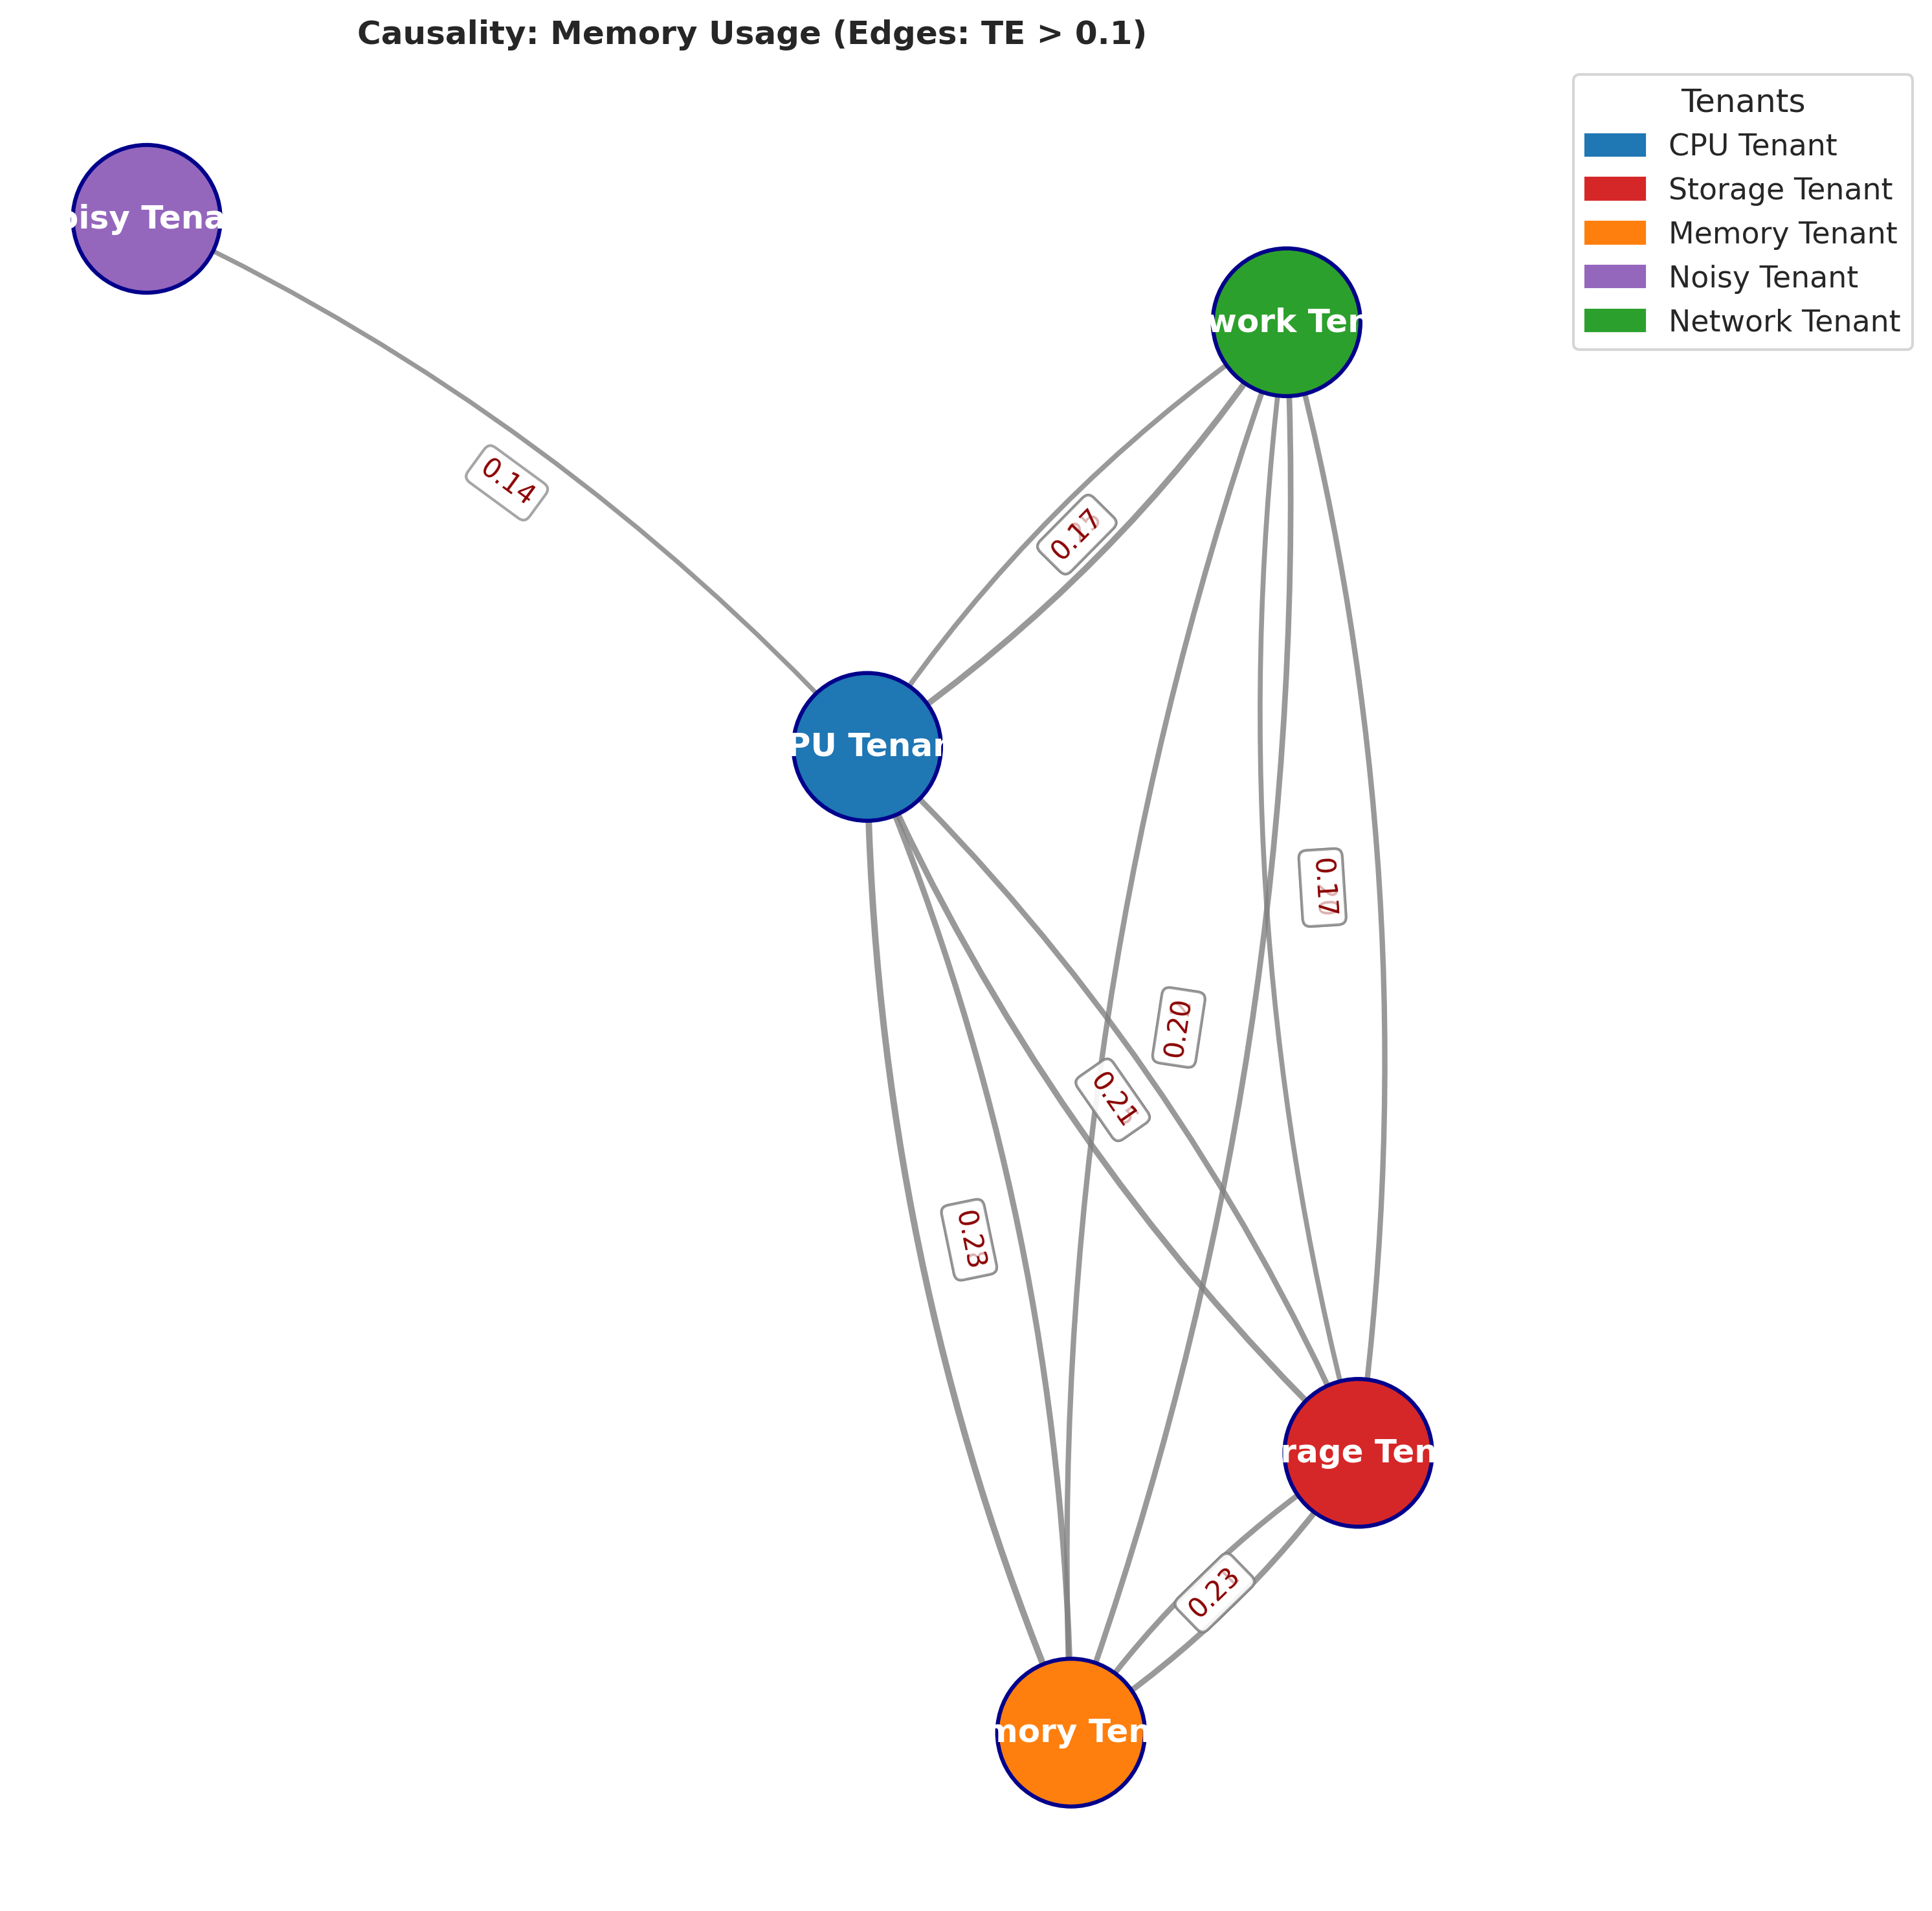 Causality: Memory Usage (Edges: TE > 0.1)
Tenants
CPU Tenant
Storage Tenant
Memory Tenant
Noisy Tenant
Network Tenant
oisy Tena
work Ten
0.14
0.17
PU Tenan
0.17
0.20
0.21
0.23
rage Ten
0.23
mory Ten